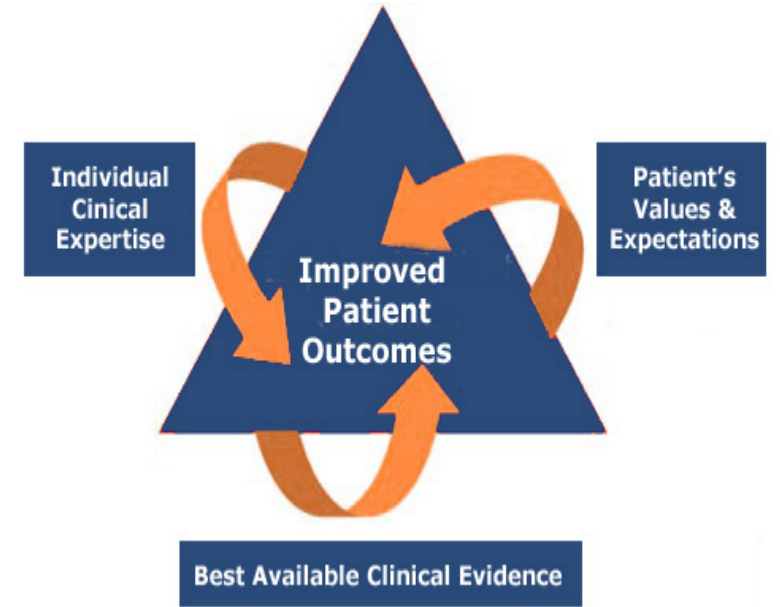 Individual
Cinical
Expertise
Patient's
Values &
Expectations
Improved
Patient
Outcomes
Best Available Clinical Evidence